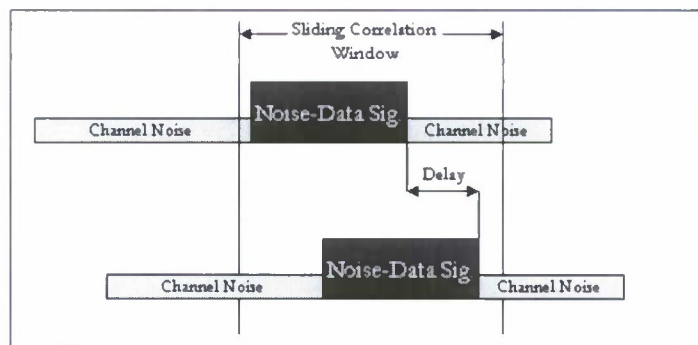 Sliding Correlation
Window
Noise-Data Sig.
Channel Noise
Channel Noise
Delay
Noise-Data Sig.
Channel Noise
Channel Noise